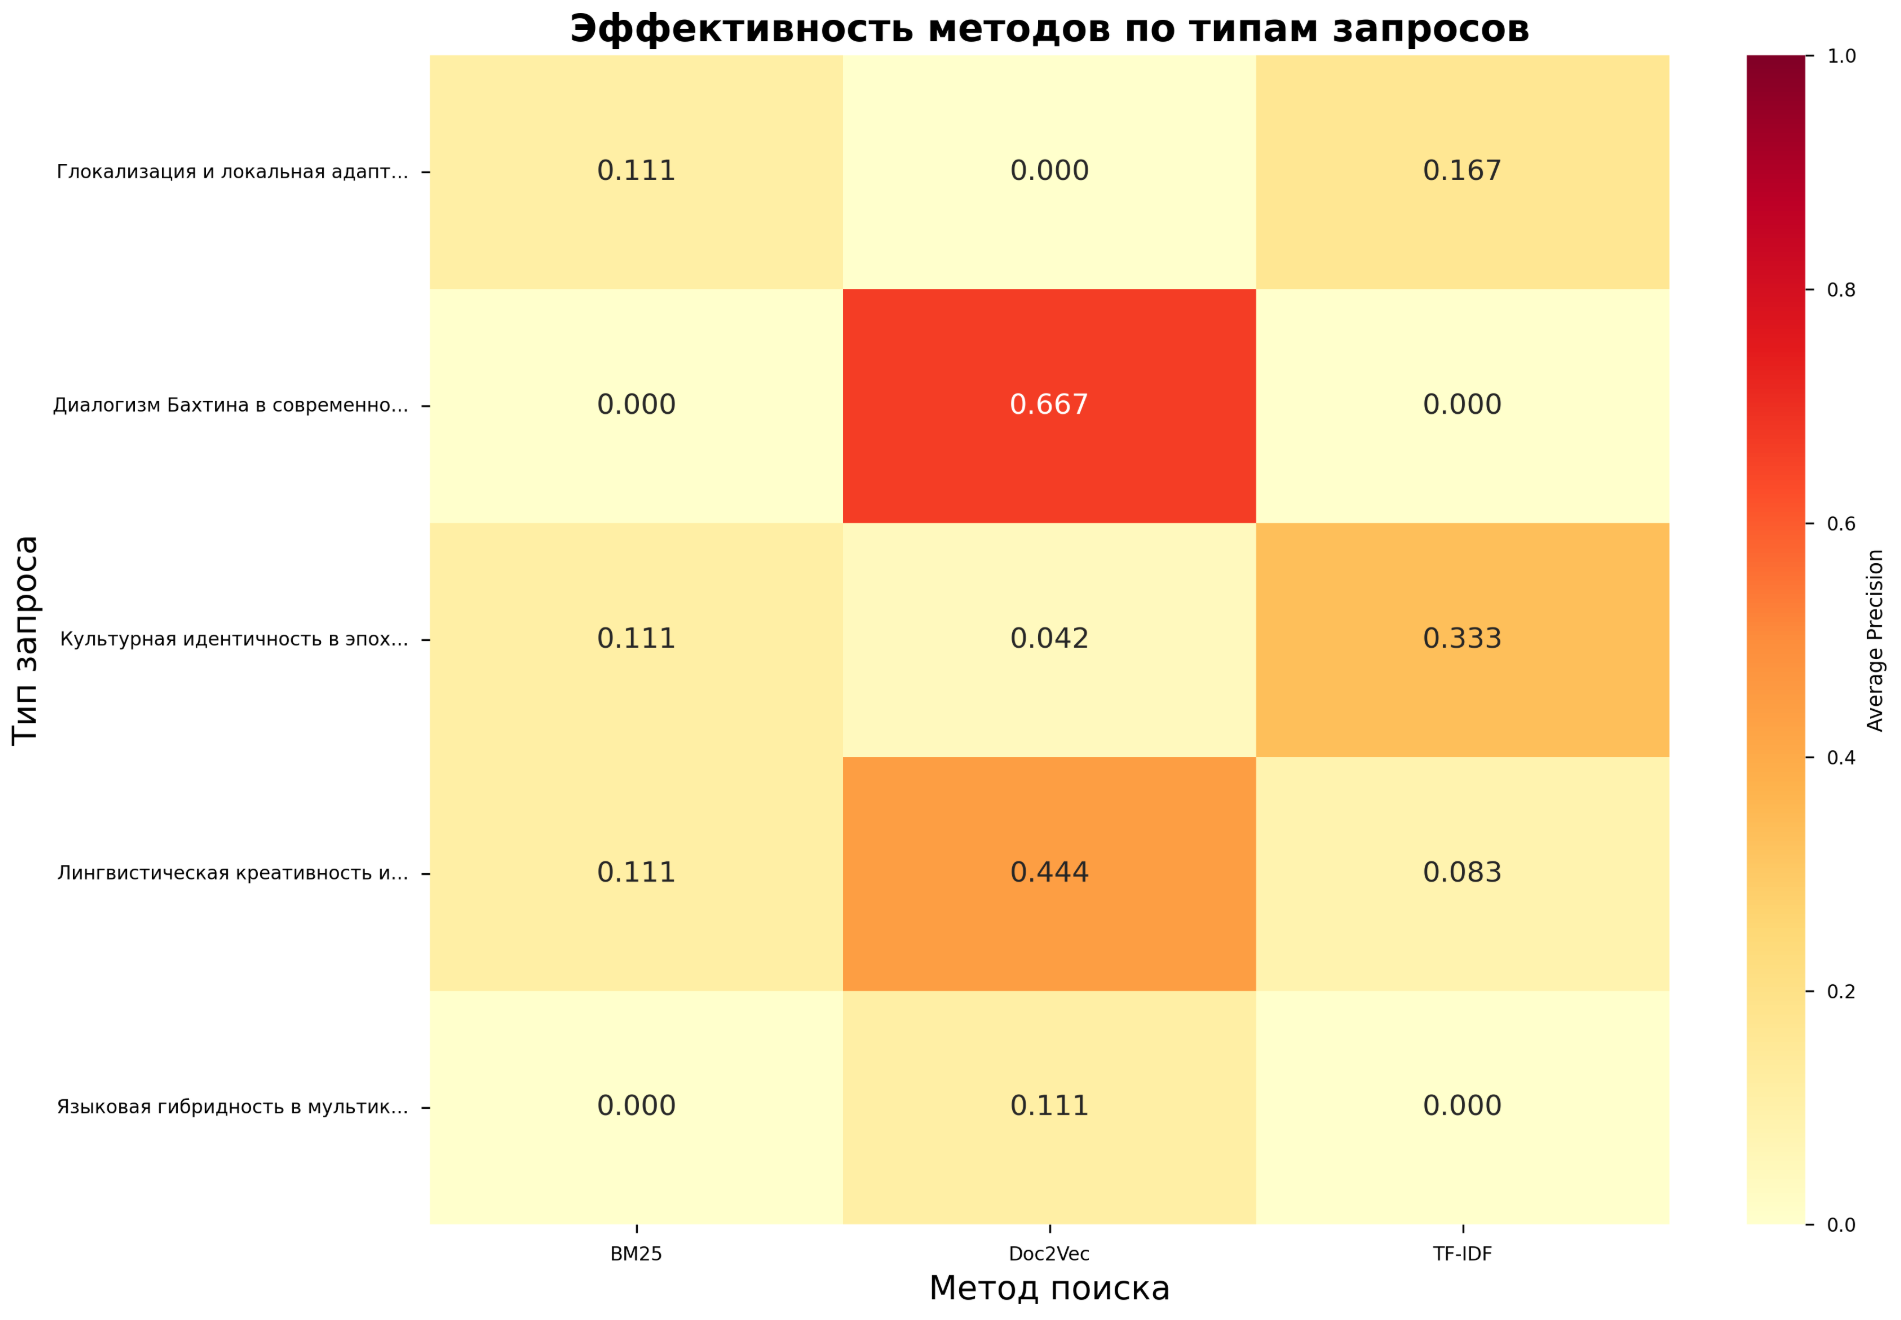 Эффективность методов по типам запросов
Глокализация и локальная адапт...
0.111
0.000
0.167
Диалогизм Бахтина в современно...
0.000
0.667
0.000
Культурная идентичность в эпох...
0.111
0.042
0.333
Лингвистическая креативность и...
0.111
0.444
0.083
Языковая гибридность в мультик...
0.000
0.111
0.000
BM25
Doc2Vec
TF-IDF
Метод поиска
Тип запроса
1.0
0.8
0.6
0.4
0.2
0.0
Average Precision